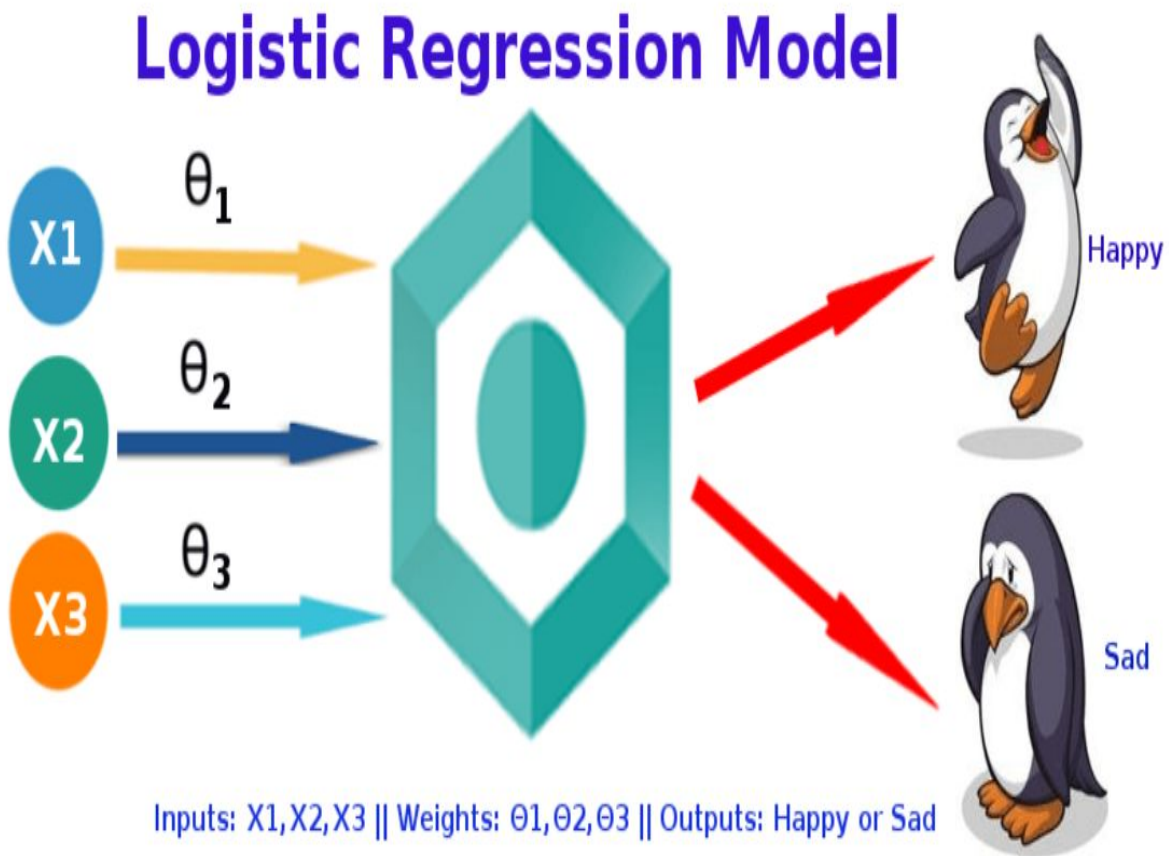 Logistic Regression Model
X1
θ1
Happy
X2
θ2
X3
θ3
Sad
Inputs: X1,X2,X3 || Weights: Θ1,Θ2,Θ3 || Outputs: Happy or Sad